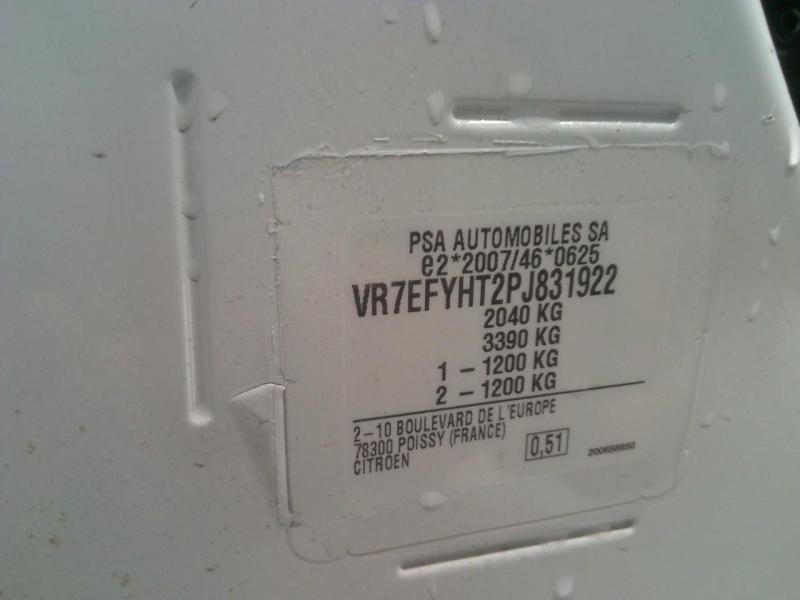 PSA AUTOMOBILES SA
e2*2007/46*0625
VR7EFYHT2PJ831922
2040 KG
3390 KG
1 – 1200 KG
2 – 1200 KG
2 – 10 BOULEVARD DE L'EUROPE
78300 POISSY (FRANCE)
CITROEN
0,51
200658950